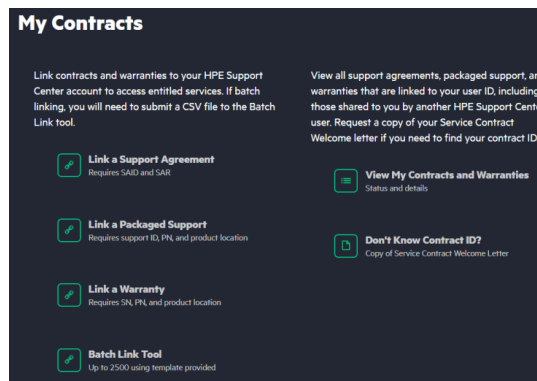 My Contracts
Link contracts and warranties to your HPE Support
Center account to access entitled services. If batch
linking, you will need to submit a CSV file to the Batch
Link tool.
Link a Support Agreement
Requires SAID and SAR
Link a Packaged Support
Requires support ID, PN, and product location
Link a Warranty
Requires SN, PN, and product location
Batch Link Tool
Up to 2500 using template provided
View all support agreements, packaged support,
warranties that are linked to your user ID, including
those shared to you by another HPE Support
user. Request a copy of your Service Contract
Welcome letter if you need to find your contract ID
View My Contracts and Warranties
Status and details
Don't Know Contract ID?
Copy of Service Contract Welcome Letter